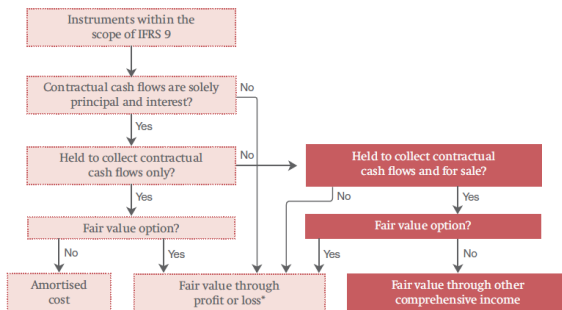 Instruments within the
scope of IFRS 9
Contractual cash flows are solely
principal and interest?
No
Yes
Held to collect contractual
cash flows only?
No
Held to collect contractual
cash flows and for sale?
Yes
No
Yes
Fair value option?
Fair value option?
No
Yes
Yes
No
Amortised
cost
Fair value through
profit or loss*
Fair value through other
comprehensive income